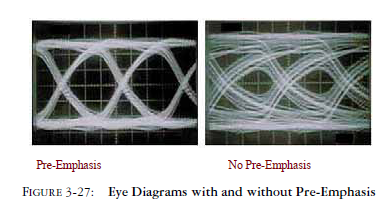 Pre-Emphasis
No Pre-Emphasis
FIGURE 3-27: Eye Diagrams with and without Pre-Emphasis